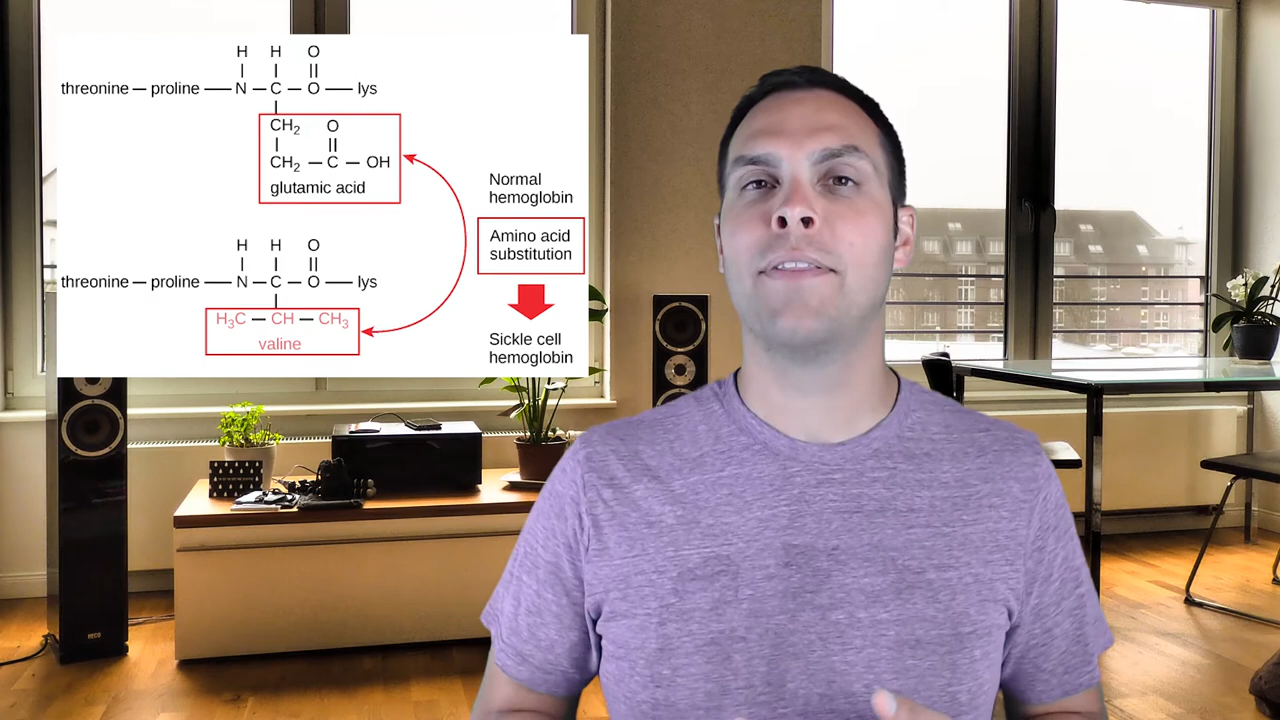 H H O
threonine — proline — N — C — O — lys
CH2 O
CH2 — C — OH
glutamic acid
Normal
hemoglobin
Amino acid
substitution
Sickle cell
hemoglobin
H H O
threonine — proline — N — C — O — lys
H3C — CH — CH3
valine
HECO